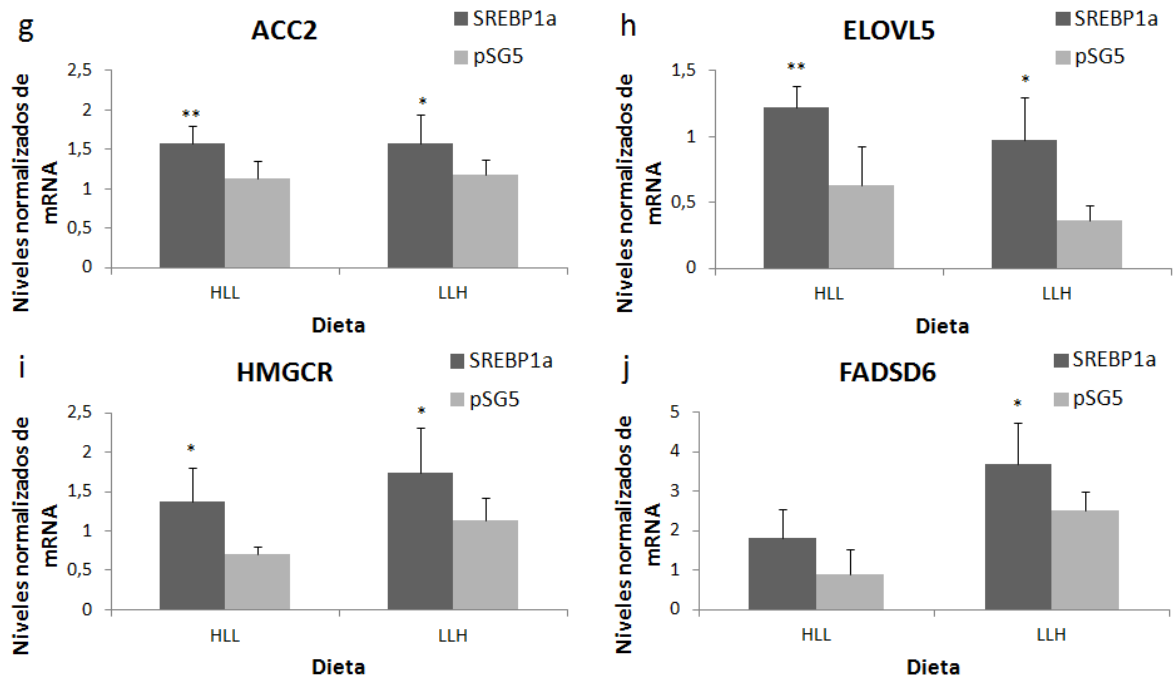 g
ACC2
SREBP1a
pSG5
Niveles normalizados de
mRNA
2,5
2
1,5
1
0,5
0
**
*
HLL
LLH
Dieta
h
ELOVL5
SREBP1a
pSG5
Niveles normalizados de
mRNA
1,5
1
0,5
0
**
*
HLL
LLH
Dieta
i
HMGCR
SREBP1a
pSG5
Niveles normalizados de
mRNA
2,5
2
1,5
1
0,5
0
*
*
HLL
LLH
Dieta
j
FADSD6
SREBP1a
pSG5
Niveles normalizados de
mRNA
5
4
3
2
1
0
*
HLL
LLH
Dieta